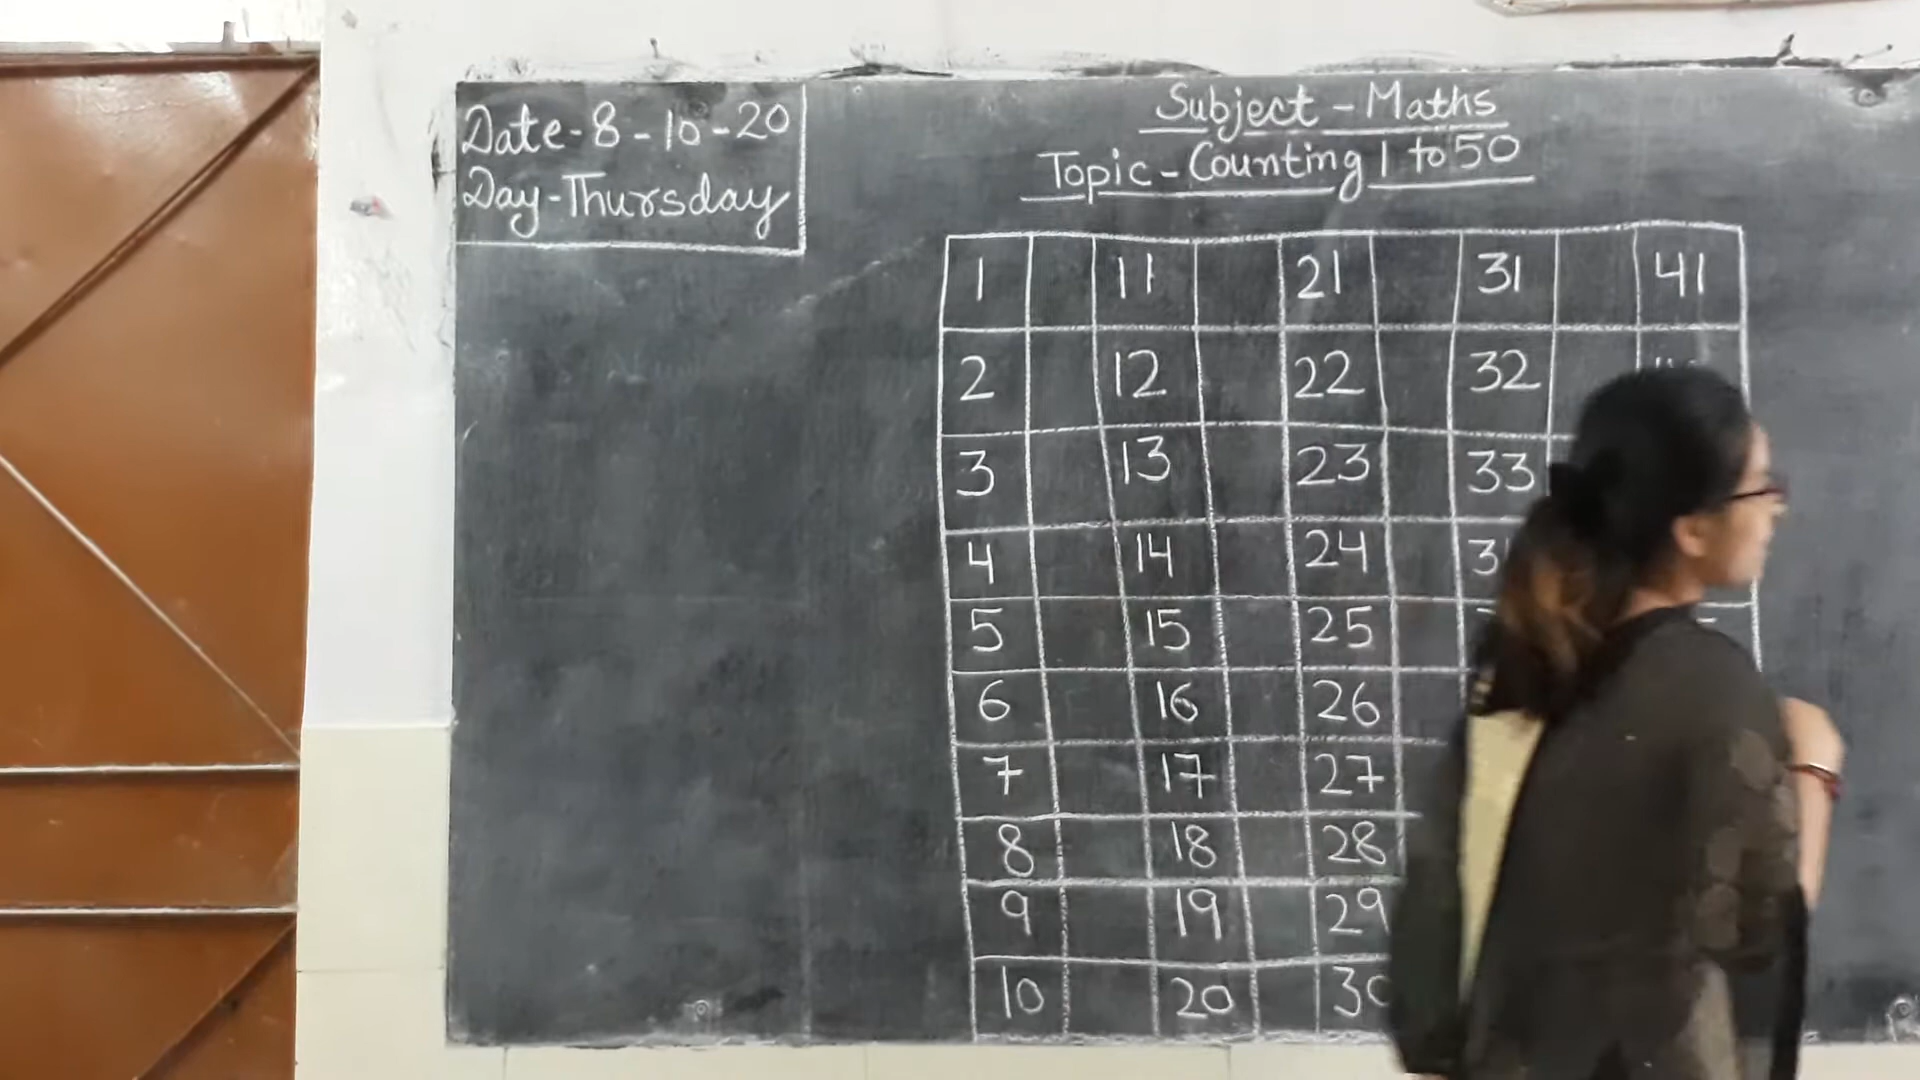 Date-8-10-20
Day-Thursday
Subject-Maths
Topic-Counting 1 to 50
1 11 21 31 41
2 12 22 32
3 13 23 33
4 14 24
5 15 25
6 16 26
7 17 27
8 18 28
9 19 29
10 20 30